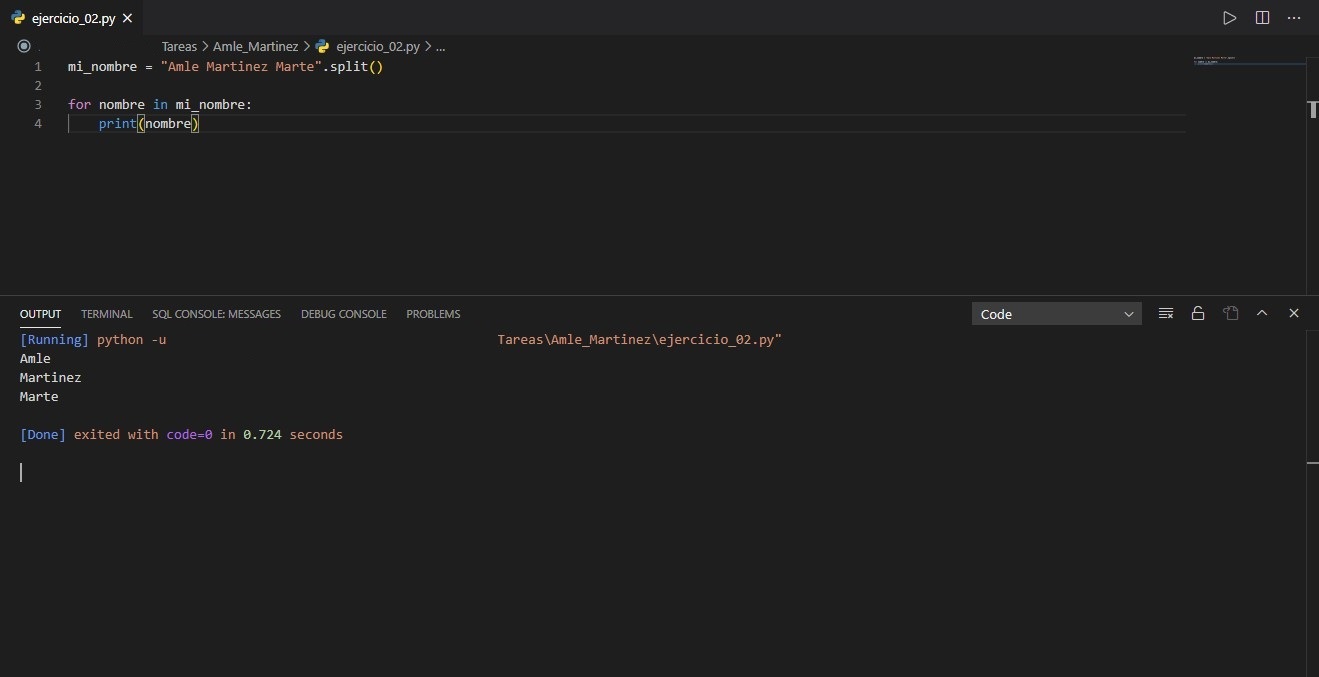 ejercicio_02.py
Tareas > Amle_Martinez > ejercicio_02.py > ...
1 mi_nombre = "Amle Martinez Marte".split()
2
3 for nombre in mi_nombre:
4     print(nombre)
OUTPUT TERMINAL SQL CONSOLE: MESSAGES DEBUG CONSOLE PROBLEMS Code
[Running] python -u Tareas\Amle_Martinez\ejercicio_02.py"
Amle
Martinez
Marte
[Done] exited with code=0 in 0.724 seconds